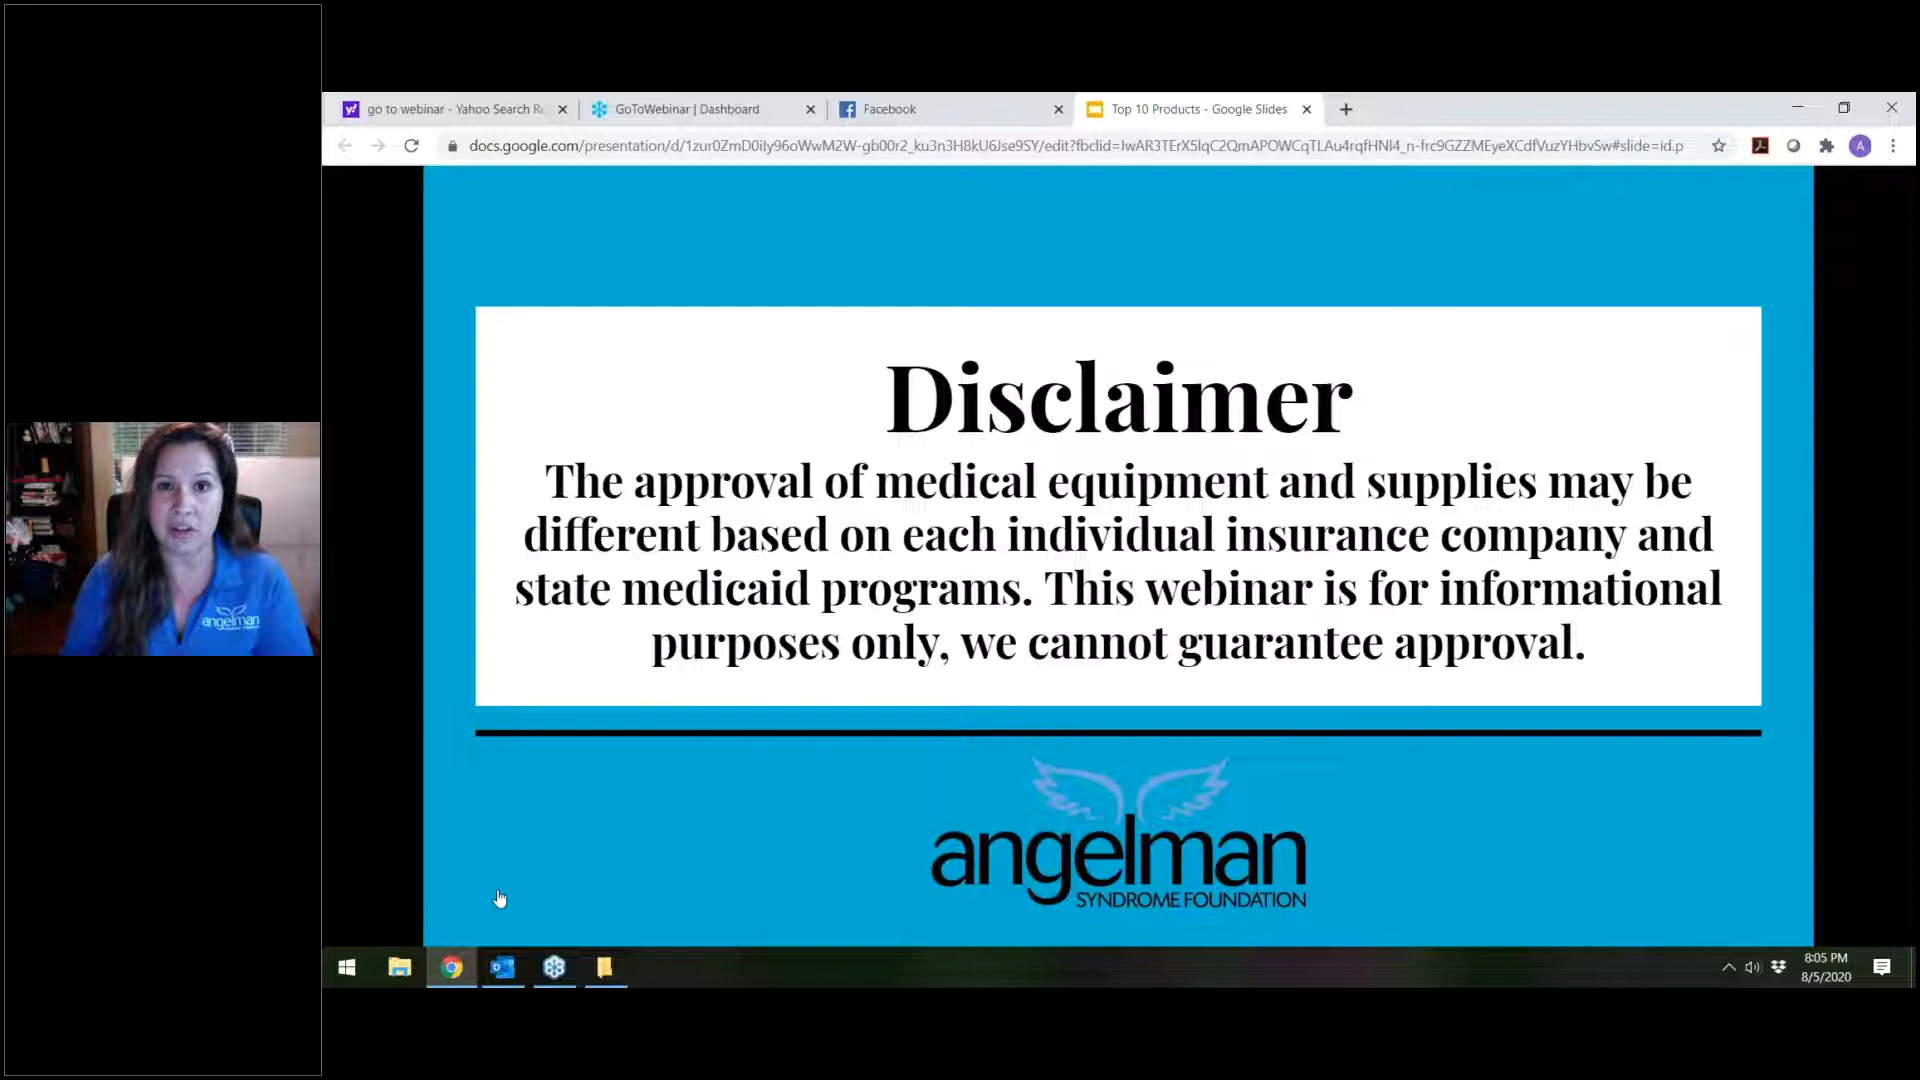 go to webinar - Yahoo Search Re
GoToWebinar | Dashboard
Facebook
Top 10 Products - Google Slides
docs.google.com/presentation/d/1zur0ZmD0ily96oWwM2W-gb00r2_ku3n3H8kU6Jse9SY/edit?fbclid=IwAR3TErX5lqC2QmAPOWCqTLAu4rqfHNl4_n-frc9GZZMEyeXCdfVuzYHbvSw#slide=id.p
A
Disclaimer
The approval of medical equipment and supplies may be
different based on each individual insurance company and
state medicaid programs. This webinar is for informational
purposes only, we cannot guarantee approval.
angelman
angelman
SYNDROME FOUNDATION
8:05 PM
8/5/2020